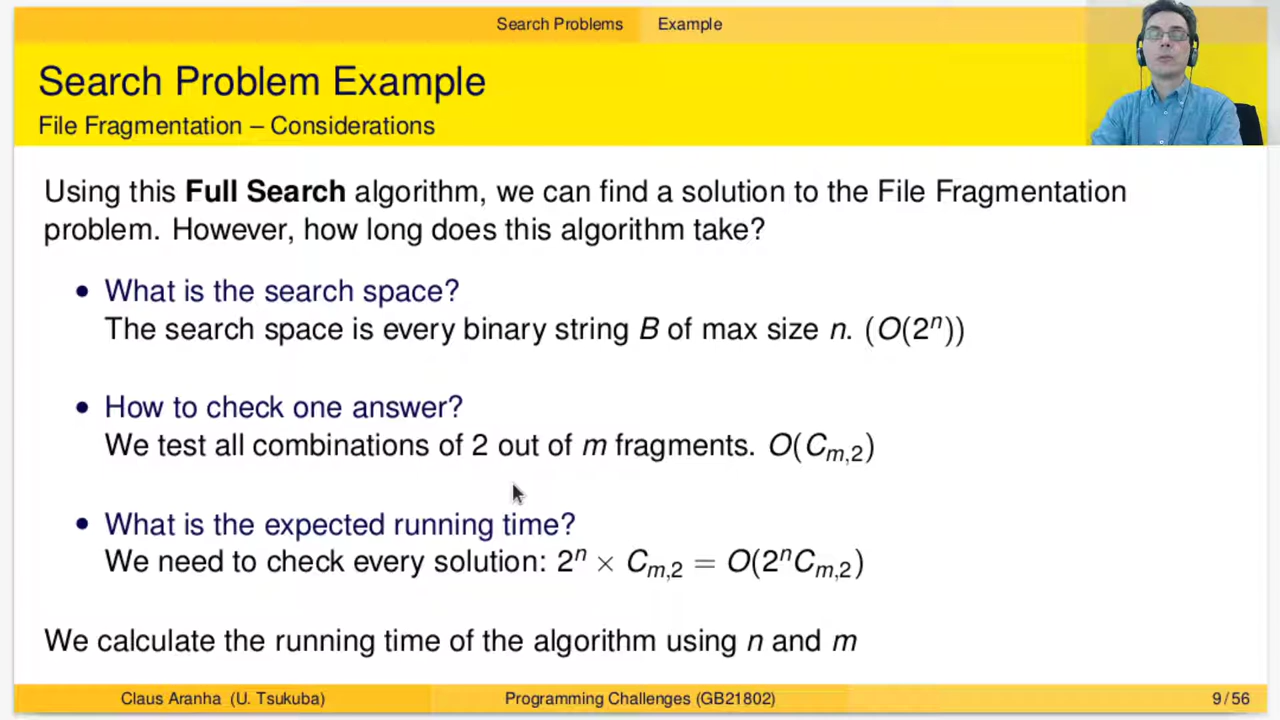 Search Problems Example
Search Problem Example
File Fragmentation – Considerations
Using this Full Search algorithm, we can find a solution to the File Fragmentation
problem. However, how long does this algorithm take?
• What is the search space?
The search space is every binary string B of max size n. (O(2ⁿ))
• How to check one answer?
We test all combinations of 2 out of m fragments. O(Cₘ,₂)
• What is the expected running time?
We need to check every solution: 2ⁿ × Cₘ,₂ = O(2ⁿCₘ,₂)
We calculate the running time of the algorithm using n and m
Claus Aranha (U. Tsukuba) Programming Challenges (GB21802) 9 / 56